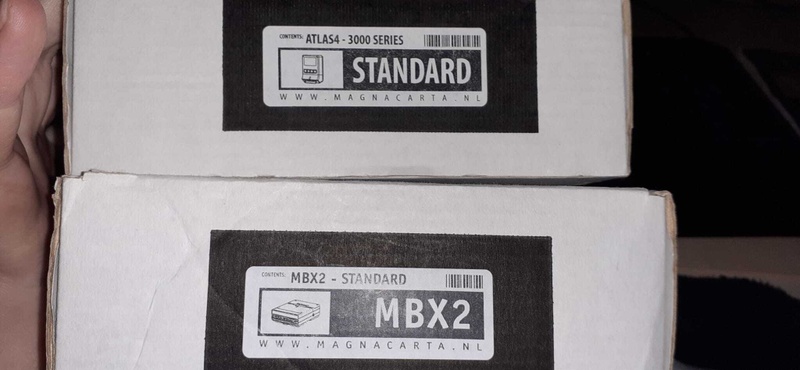 CONTENTS: ATLAS4 - 3000 SERIES
STANDARD
WWW.MAGNACARTA.NL
CONTENTS: MBX2 - STANDARD
MBX2
WWW.MAGNACARTA.NL